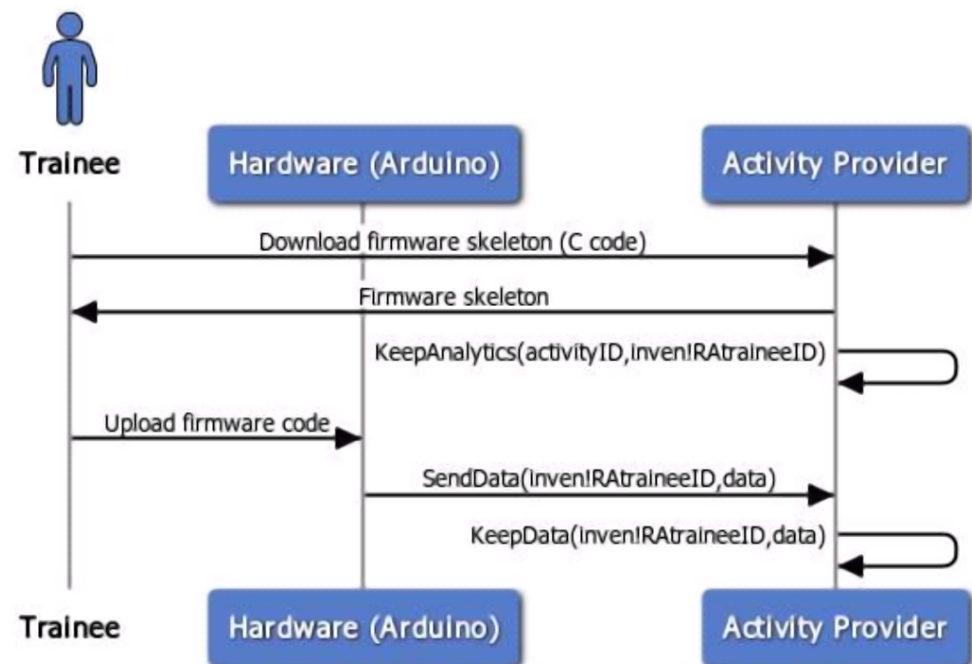 Trainee
Hardware (Arduino)
Activity Provider
Download firmware skeleton (C code)
Firmware skeleton
KeepAnalytics(activityID,inven!RAtraineeID)
Upload firmware code
SendData(inven!RAtraineeID,data)
KeepData(inven!RAtraineeID,data)
Trainee
Hardware (Arduino)
Activity Provider